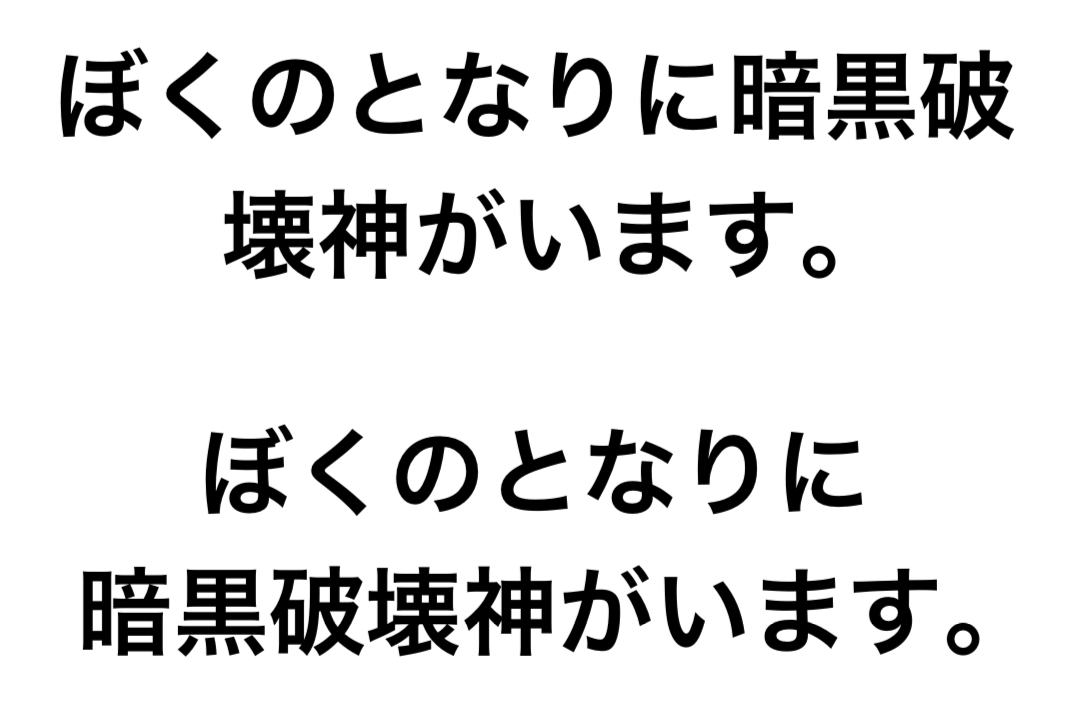 ぼくのとなりに暗黒破
壊神がいます。
ぼくのとなりに
暗黒破壊神がいます。